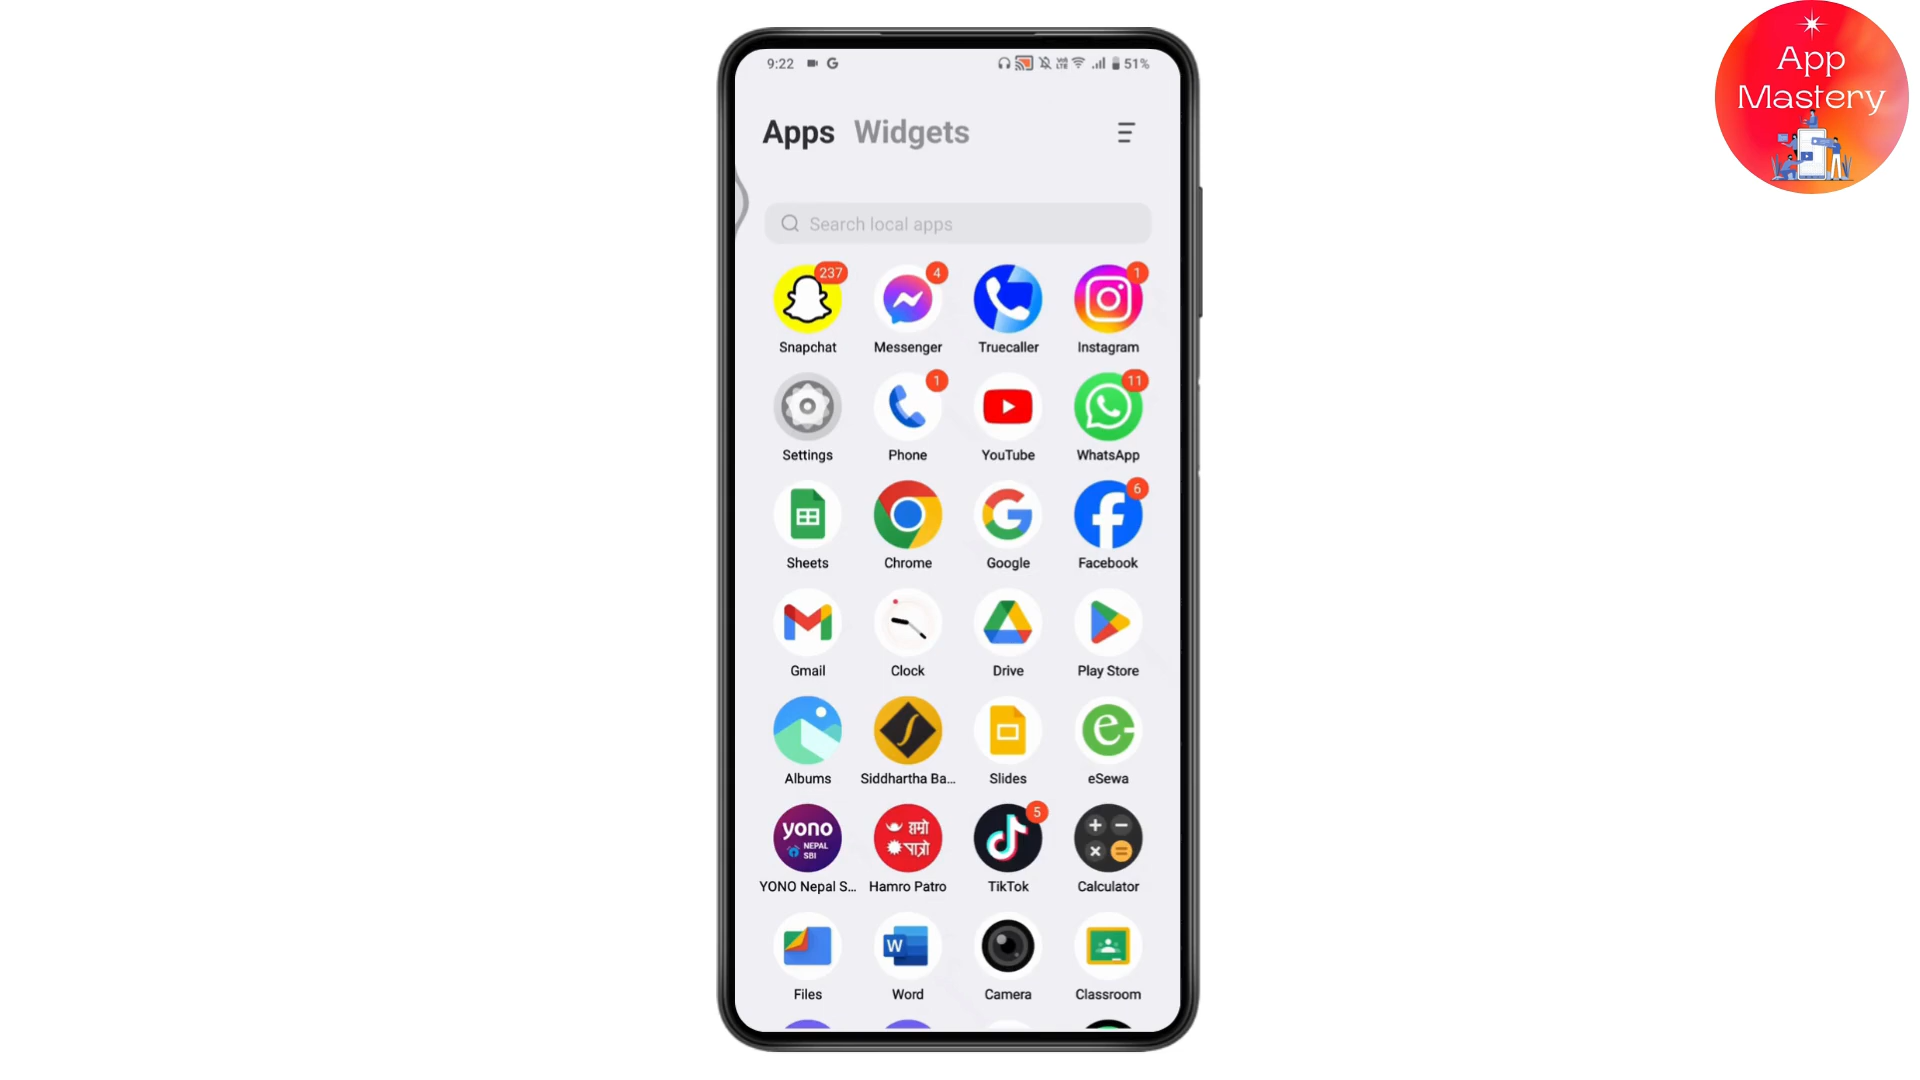 App
Mastery
9:22
51%
Apps Widgets
Search local apps
237 4 1
Snapchat Messenger Truecaller Instagram
1 11
Settings Phone YouTube WhatsApp
6
Sheets Chrome Google Facebook
Gmail Clock Drive Play Store
Albums Siddhartha Ba... Slides eSewa
yono
NEPAL
SBI
हाम्रो
पात्रो
5
YONO Nepal S... Hamro Patro TikTok Calculator
W
Files Word Camera Classroom